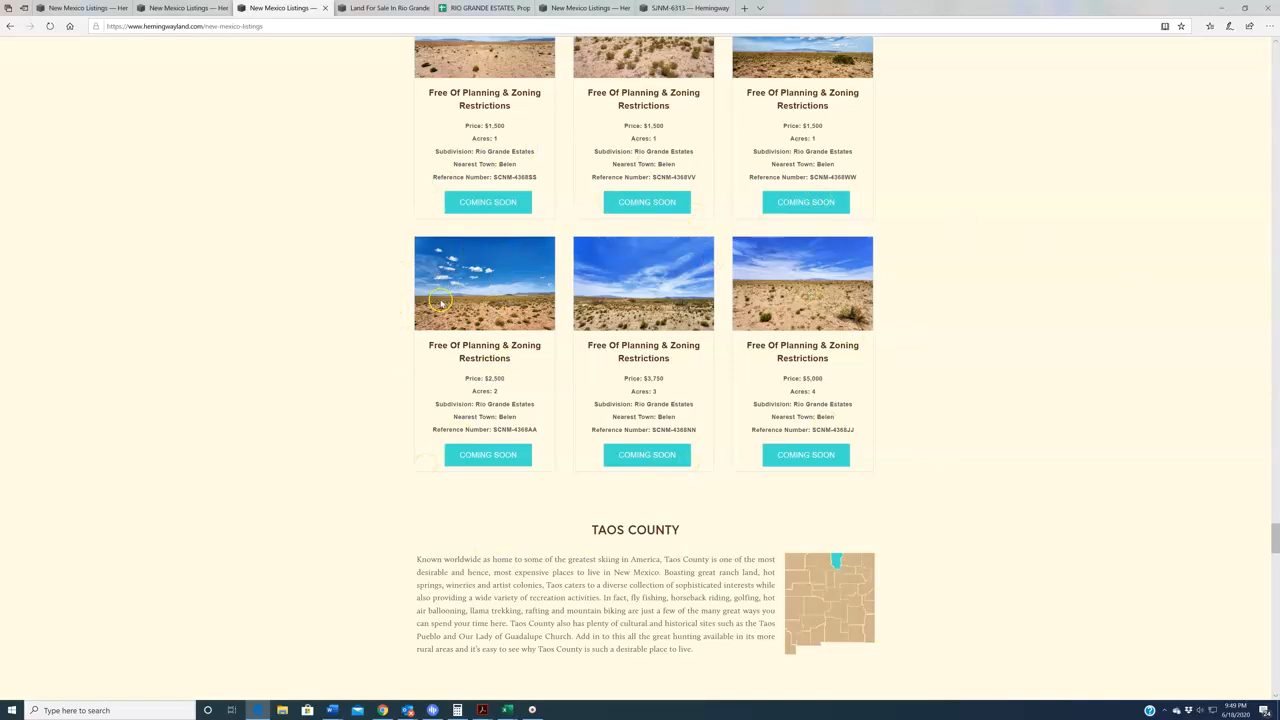 New Mexico Listings — Her
New Mexico Listings — Her
New Mexico Listings — Her
Land For Sale In Rio Grande
RIO GRANDE ESTATES, Prop
New Mexico Listings — Her
SJNM-6313 — Hemingway
https://www.hemingwayland.com/new-mexico-listings
Free Of Planning & Zoning
Restrictions
Price: $1,500
Acres: 1
Subdivision: Rio Grande Estates
Nearest Town: Belen
Reference Number: SCNM-4368SS
COMING SOON
Free Of Planning & Zoning
Restrictions
Price: $1,500
Acres: 1
Subdivision: Rio Grande Estates
Nearest Town: Belen
Reference Number: SCNM-4368VV
COMING SOON
Free Of Planning & Zoning
Restrictions
Price: $1,500
Acres: 1
Subdivision: Rio Grande Estates
Nearest Town: Belen
Reference Number: SCNM-4368WW
COMING SOON
Free Of Planning & Zoning
Restrictions
Price: $2,500
Acres: 2
Subdivision: Rio Grande Estates
Nearest Town: Belen
Reference Number: SCNM-4368AA
COMING SOON
Free Of Planning & Zoning
Restrictions
Price: $3,750
Acres: 3
Subdivision: Rio Grande Estates
Nearest Town: Belen
Reference Number: SCNM-4368NN
COMING SOON
Free Of Planning & Zoning
Restrictions
Price: $5,000
Acres: 4
Subdivision: Rio Grande Estates
Nearest Town: Belen
Reference Number: SCNM-4368JJ
COMING SOON
TAOS COUNTY
Known worldwide as home to some of the greatest skiing in America, Taos County is one of the most
desirable and hence, most expensive places to live in New Mexico. Boasting great ranch land, hot
springs, wineries and artist colonies, Taos caters to a diverse collection of sophisticated interests while
also providing a wide variety of recreation activities. In fact, fly fishing, horseback riding, golfing, hot
air ballooning, llama trekking, rafting and mountain biking are just a few of the many great ways you
can spend your time here. Taos County also has plenty of cultural and historical sites such as the Taos
Pueblo and Our Lady of Guadalupe Church. Add in to this all the great hunting available in its more
rural areas and it's easy to see why Taos County is such a desirable place to live.
Type here to search
9:49 PM
6/18/2020
24